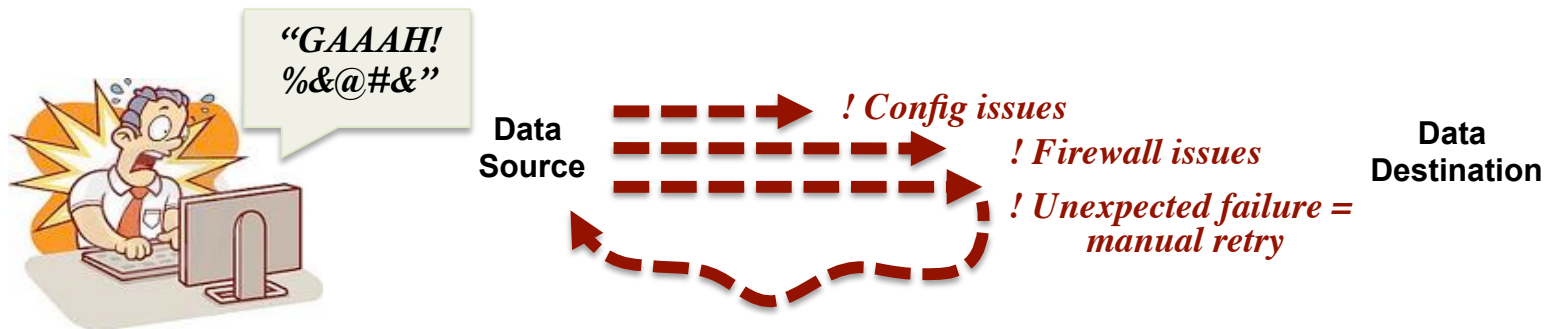 “GAAAH!
%&@#&”
Data
Source
! Config issues
! Firewall issues
! Unexpected failure =
manual retry
Data
Destination